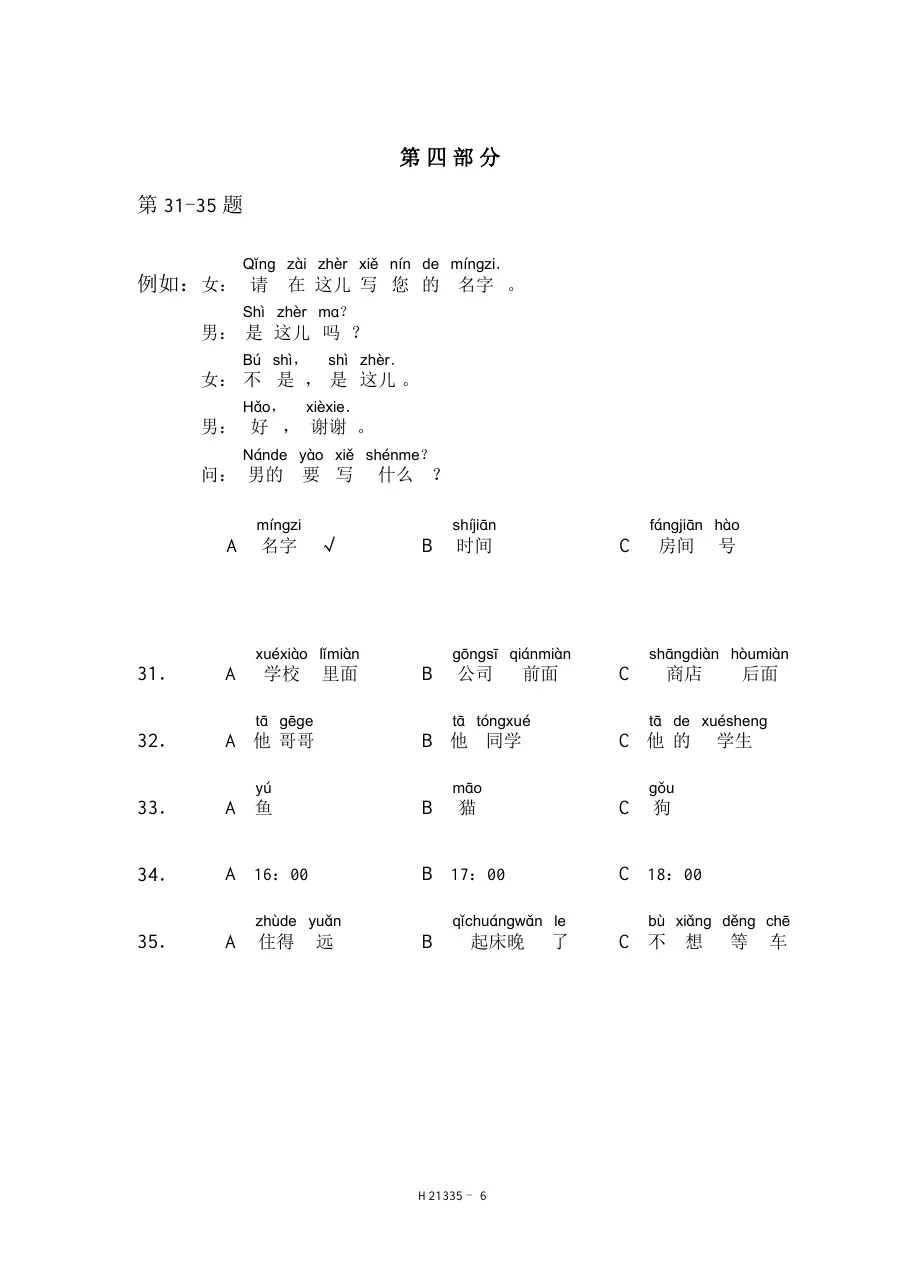 第四部分
第 31-35 题
Qǐng zài zhèr xiě nín de míngzi.
例如：女： 请 在 这儿 写 您 的 名字 。
Shì zhèr ma?
男： 是 这儿 吗 ？
Bú shì， shì zhèr.
女： 不 是 ， 是 这儿 。
Hǎo， xièxie.
男： 好 ， 谢谢 。
Nánde yào xiě shénme?
问： 男的 要 写 什么 ？
míngzi shíjiān fángjiān hào
A 名字 √ B 时间 C 房间 号
xuéxiào lǐmiàn gōngsī qiánmiàn shāngdiàn hòumiàn
31. A 学校 里面 B 公司 前面 C 商店 后面
tā gēge tā tóngxué tā de xuésheng
32. A 他 哥哥 B 他 同学 C 他 的 学生
yú māo gǒu
33. A 鱼 B 猫 C 狗
34. A 16：00 B 17：00 C 18：00
zhùde yuǎn qǐchuángwǎn le bù xiǎng děng chē
35. A 住得 远 B 起床晚 了 C 不 想 等 车
H21335 - 6